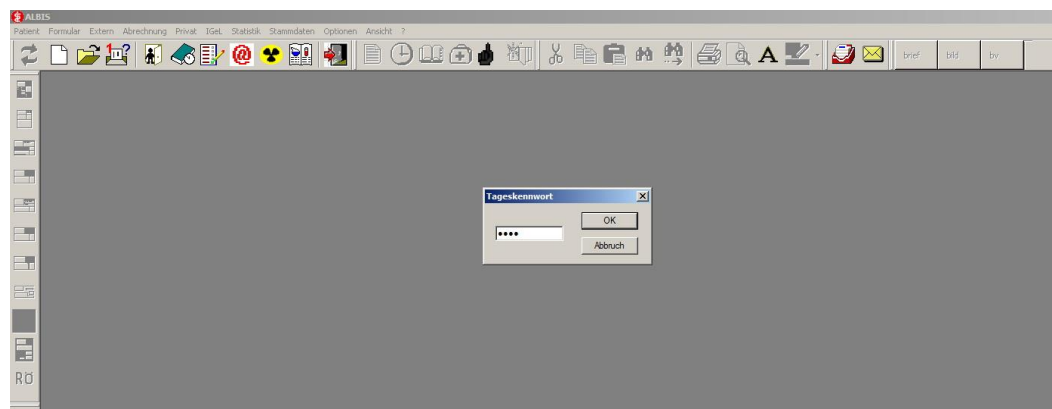 ALBIS
Patient Formular Extern Abrechnung Privat IGeL Statistik Stammdaten Optionen Ansicht ?
brief bild bv
Tageskennwort
OK
••••
Abbruch
RÖ